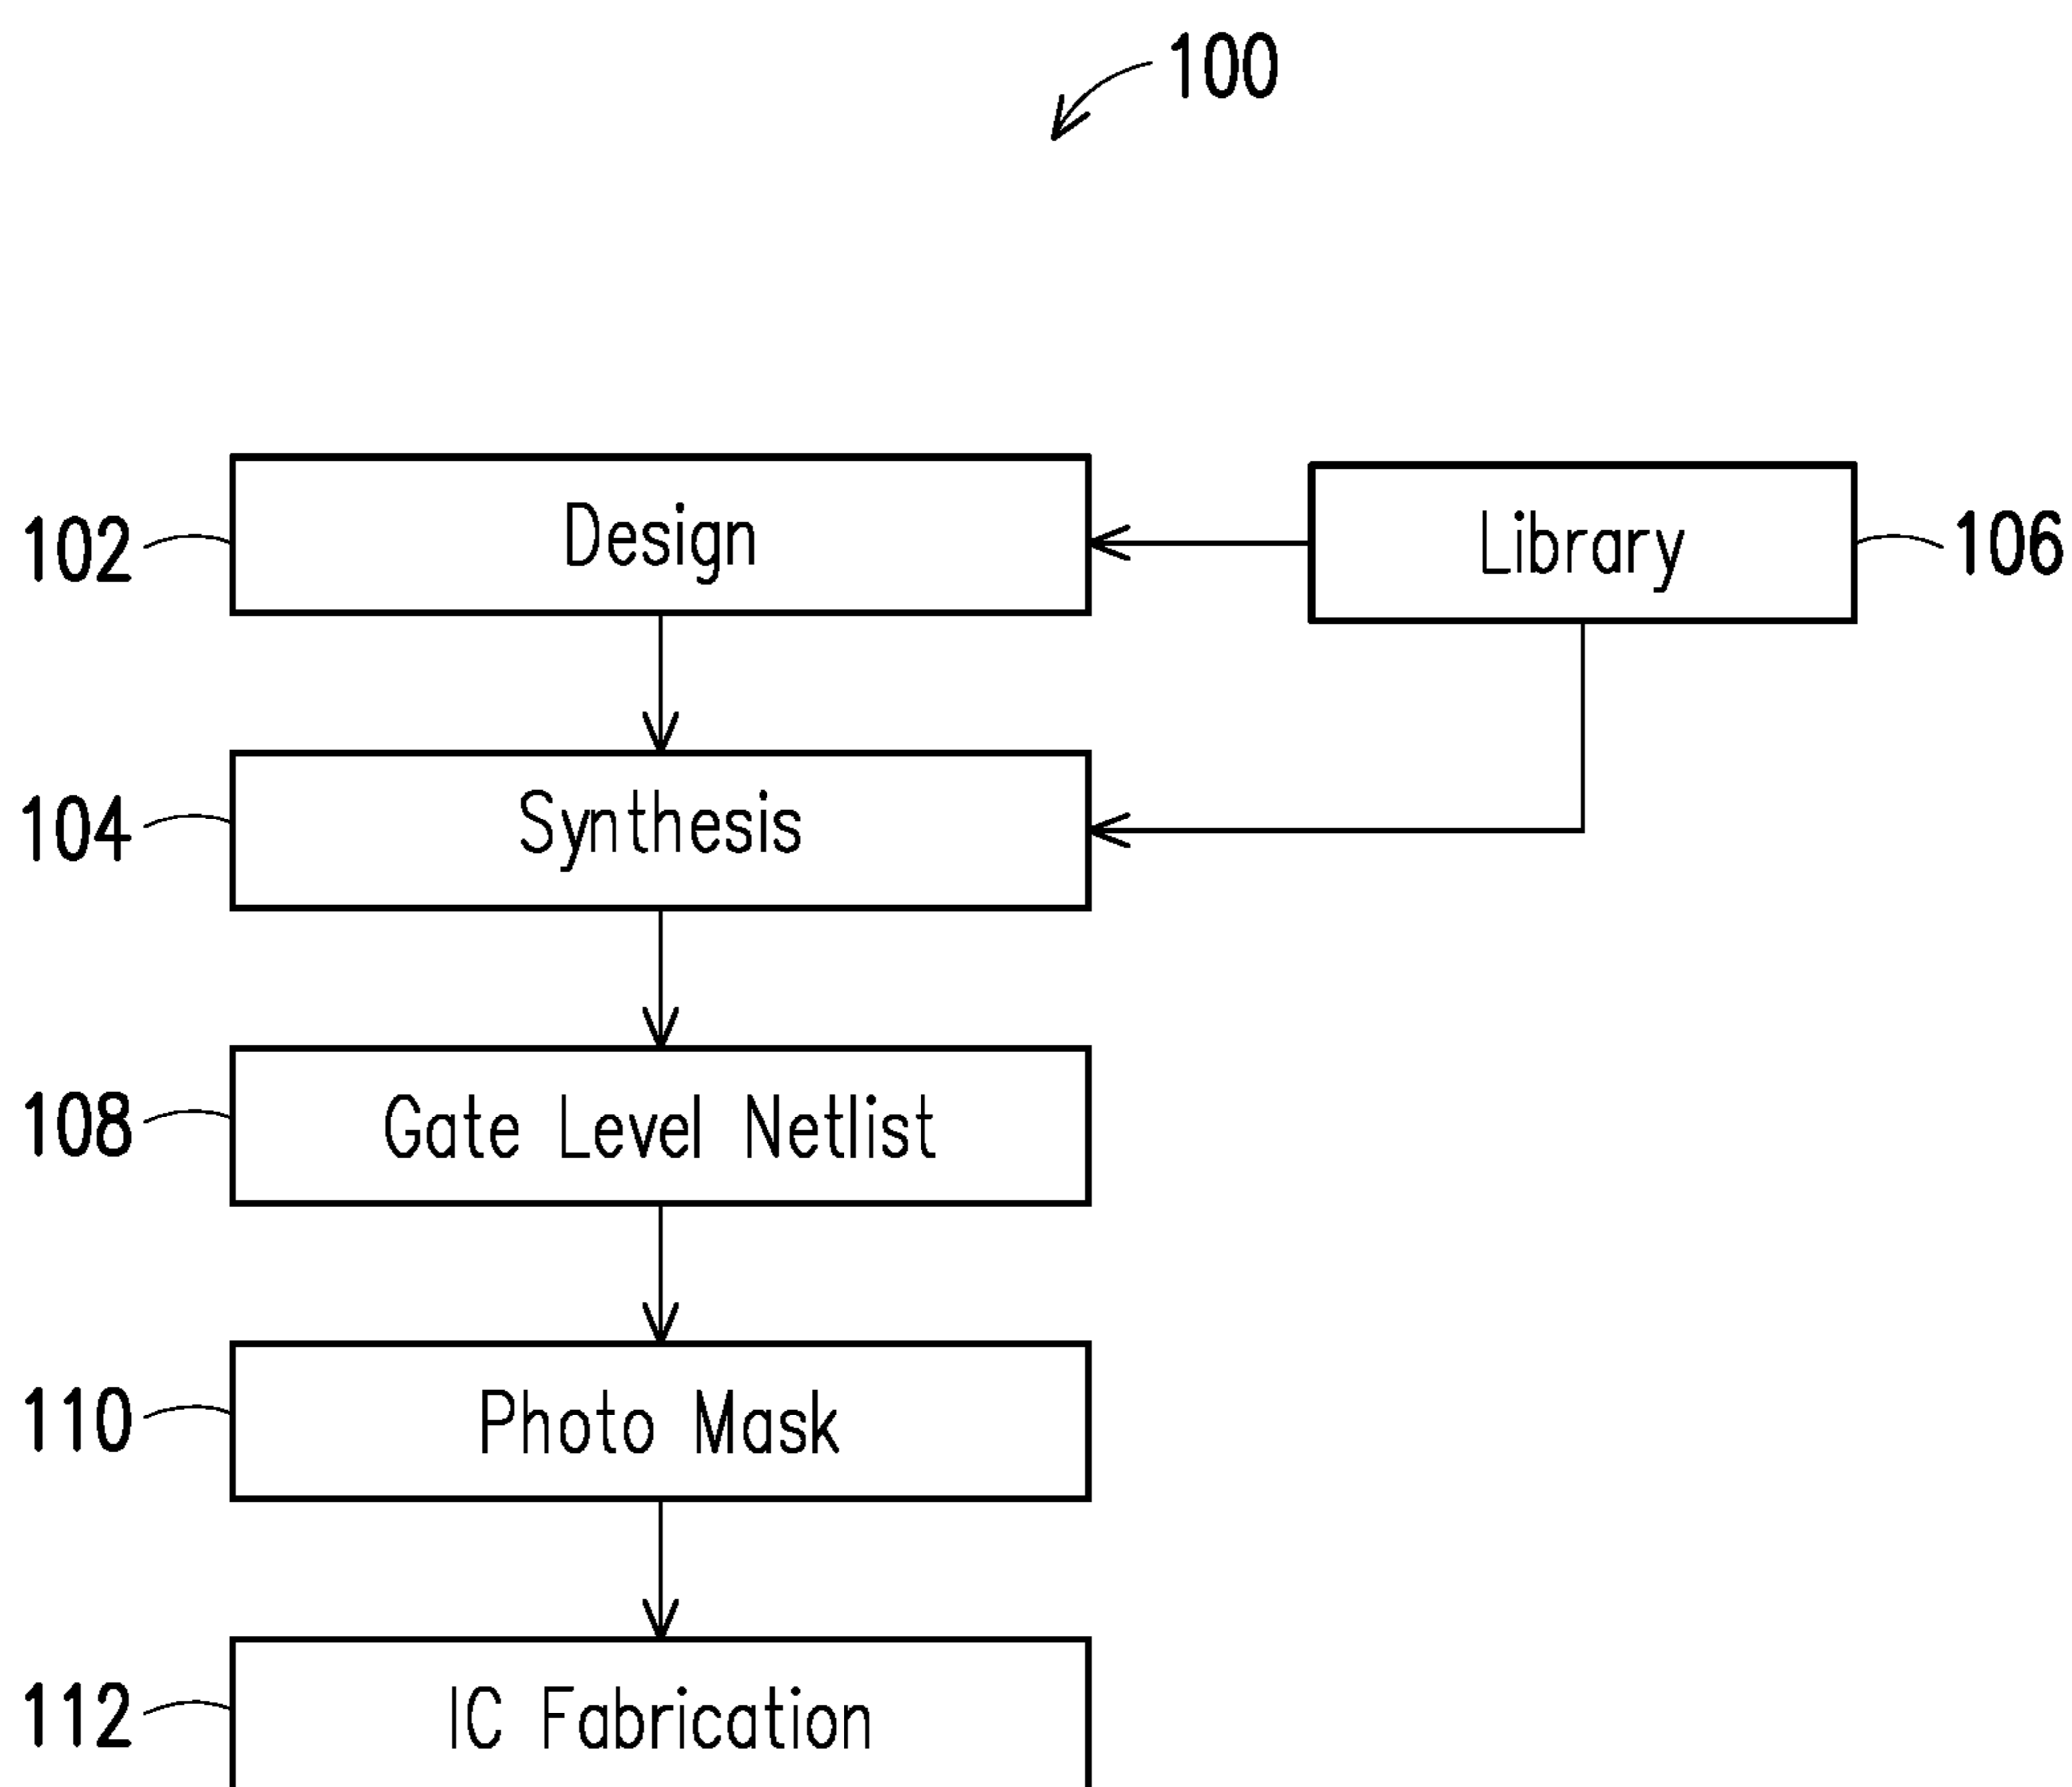 100
102
Design
Library
106
104
Synthesis
108
Gate Level Netlist
110
Photo Mask
112
IC Fabrication